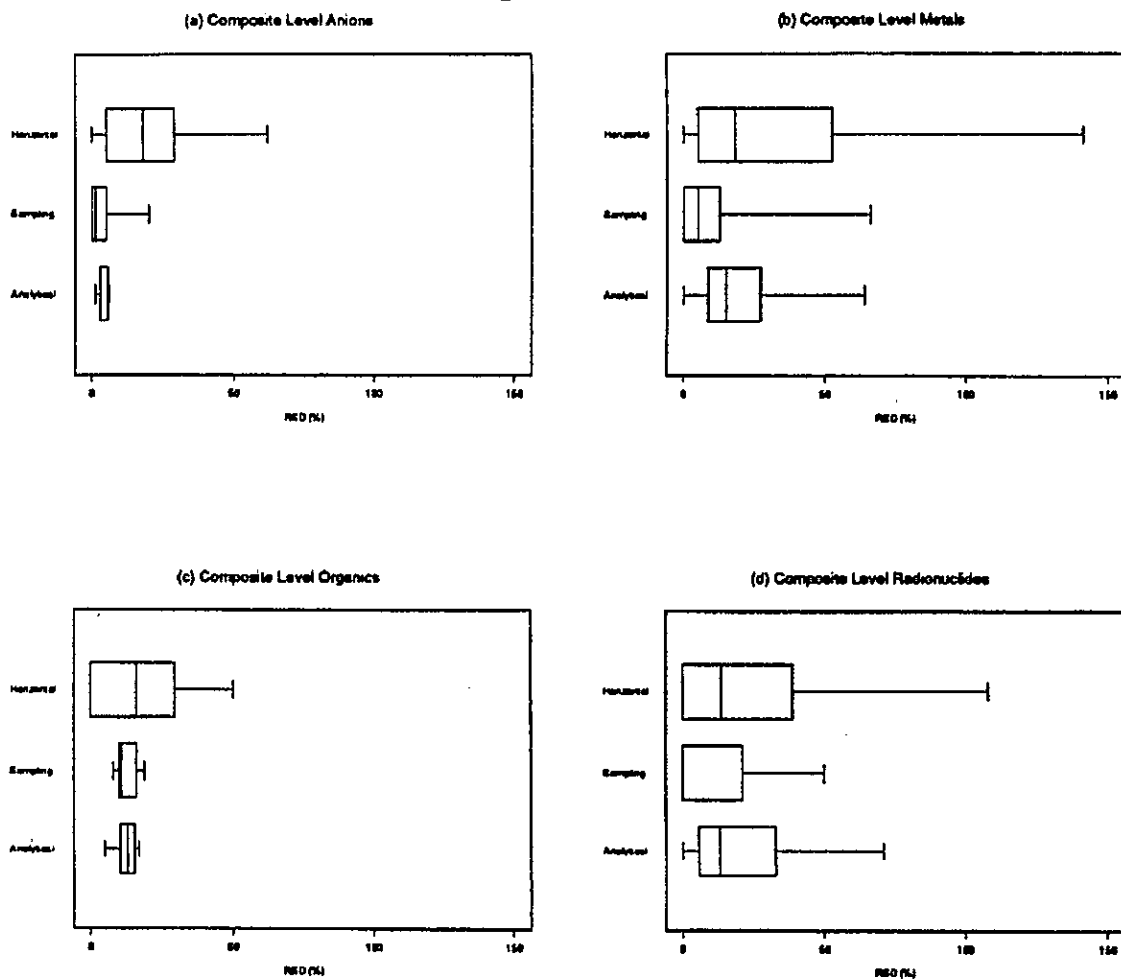 (a) Composite Level Anions
Horizontal
Sampling
Analytical
0 50 100 150
RSD (%)
(b) Composite Level Metals
Horizontal
Sampling
Analytical
0 50 100 150
RSD (%)
(c) Composite Level Organics
Horizontal
Sampling
Analytical
0 50 100 150
RSD (%)
(d) Composite Level Radionuclides
Horizontal
Sampling
Analytical
0 50 100 150
RSD (%)